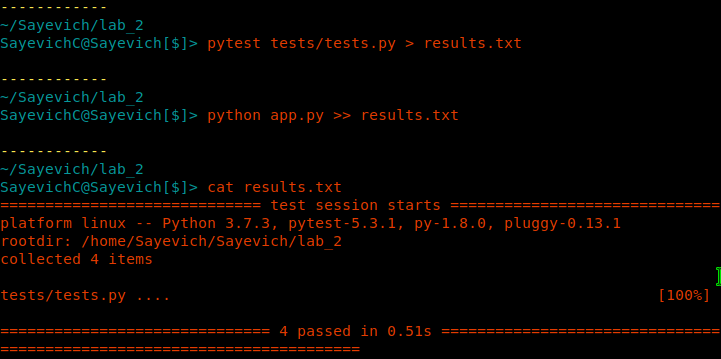 ------------
~/Sayevich/lab_2
SayevichC@Sayevich[$]> pytest tests/tests.py > results.txt
------------
~/Sayevich/lab_2
SayevichC@Sayevich[$]> python app.py >> results.txt
------------
~/Sayevich/lab_2
SayevichC@Sayevich[$]> cat results.txt
============================= test session starts ==============================
platform linux -- Python 3.7.3, pytest-5.3.1, py-1.8.0, pluggy-0.13.1
rootdir: /home/Sayevich/Sayevich/lab_2
collected 4 items
tests/tests.py .... [100%]
============================== 4 passed in 0.51s ===============================
========================================